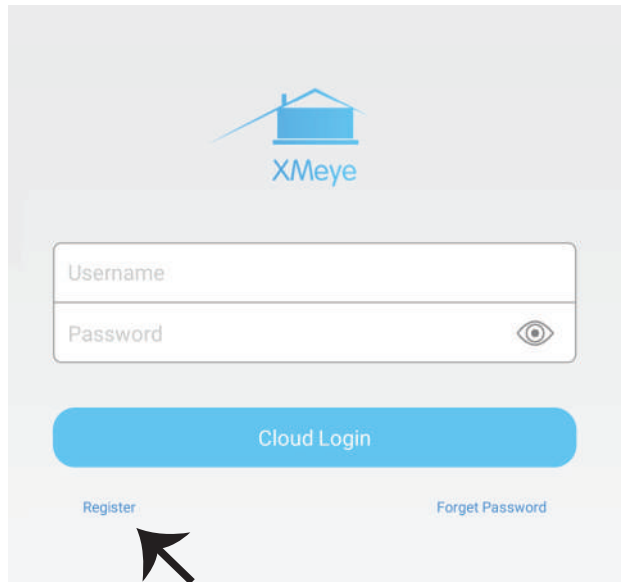 XMeye
Username
Password
Cloud Login
Register
Forget Password